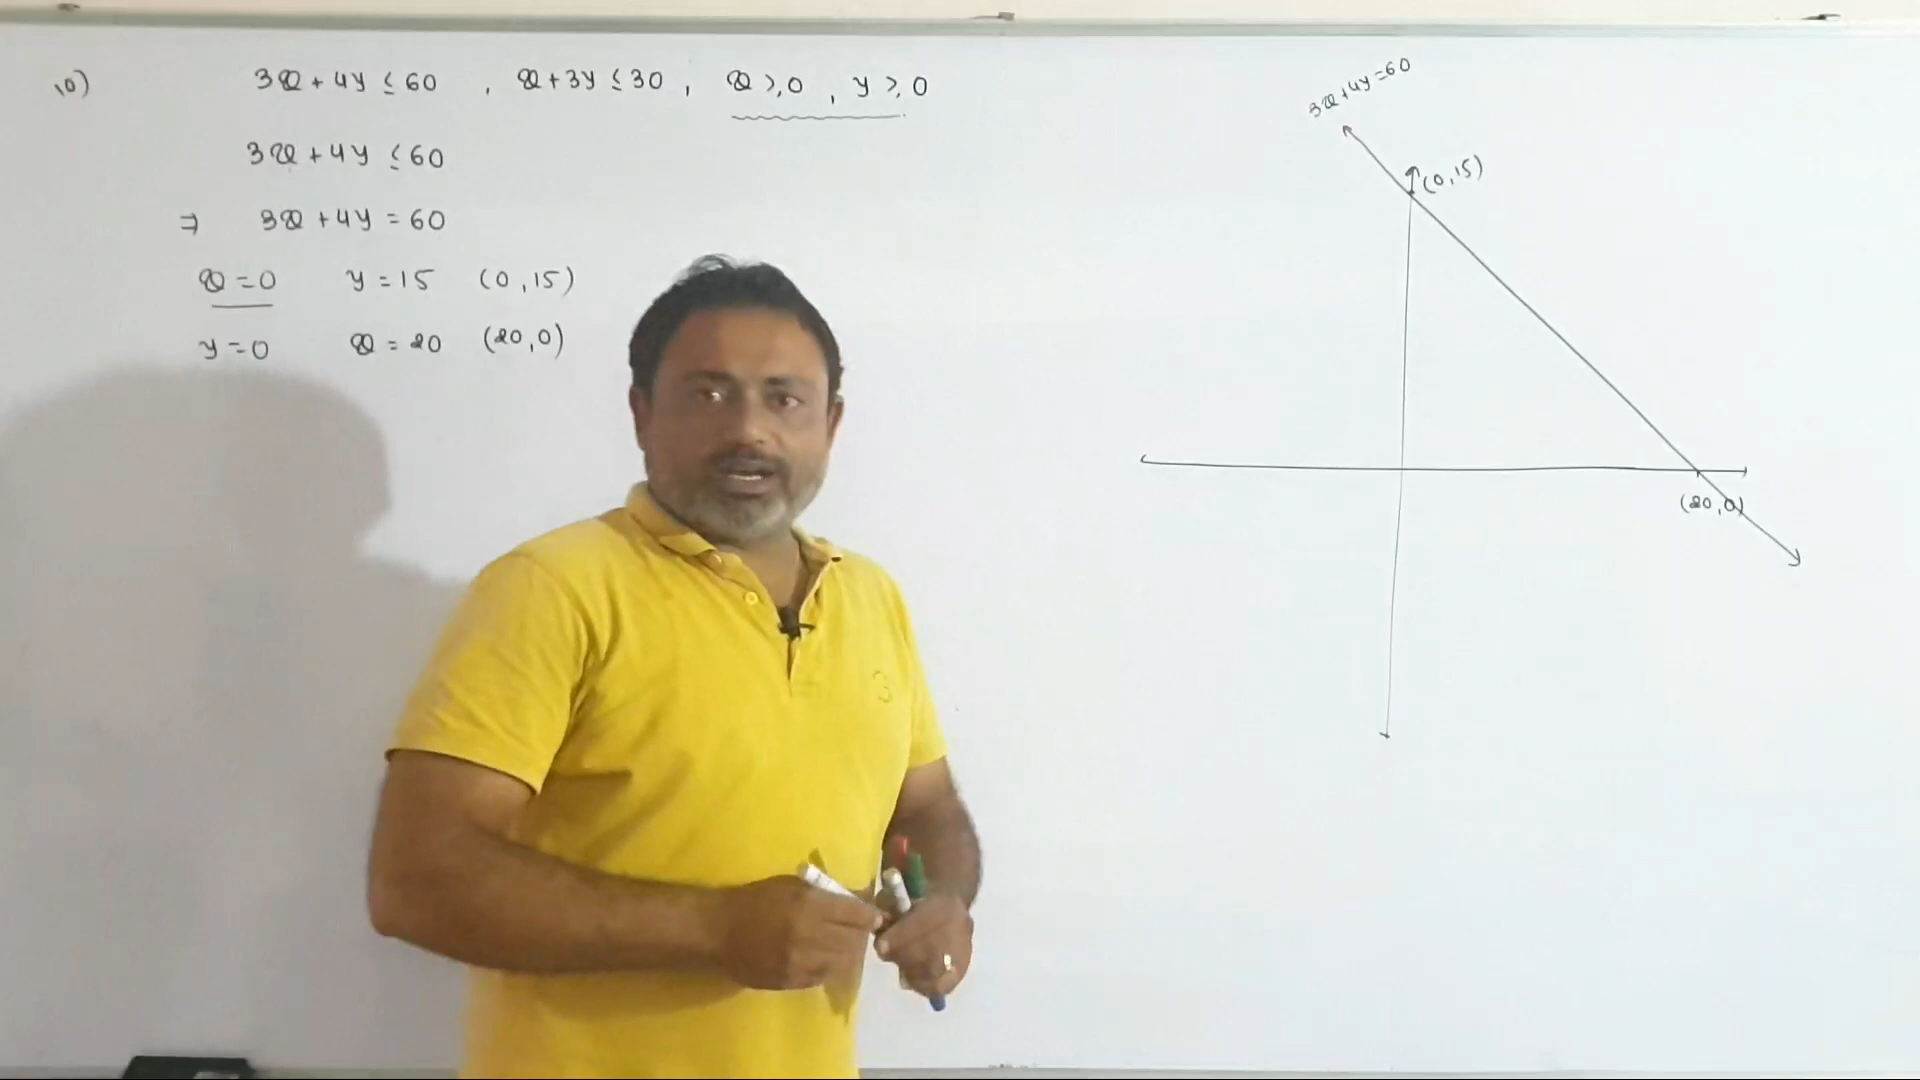 10) 3x + 4y ≤ 60 , x + 3y ≤ 30 , x ≥ 0 , y ≥ 0
3x + 4y ≤ 60
⇒ 3x + 4y = 60
x = 0 y = 15 (0,15)
y = 0 x = 20 (20,0)
3x+4y=60
(0,15)
(20,0)
3